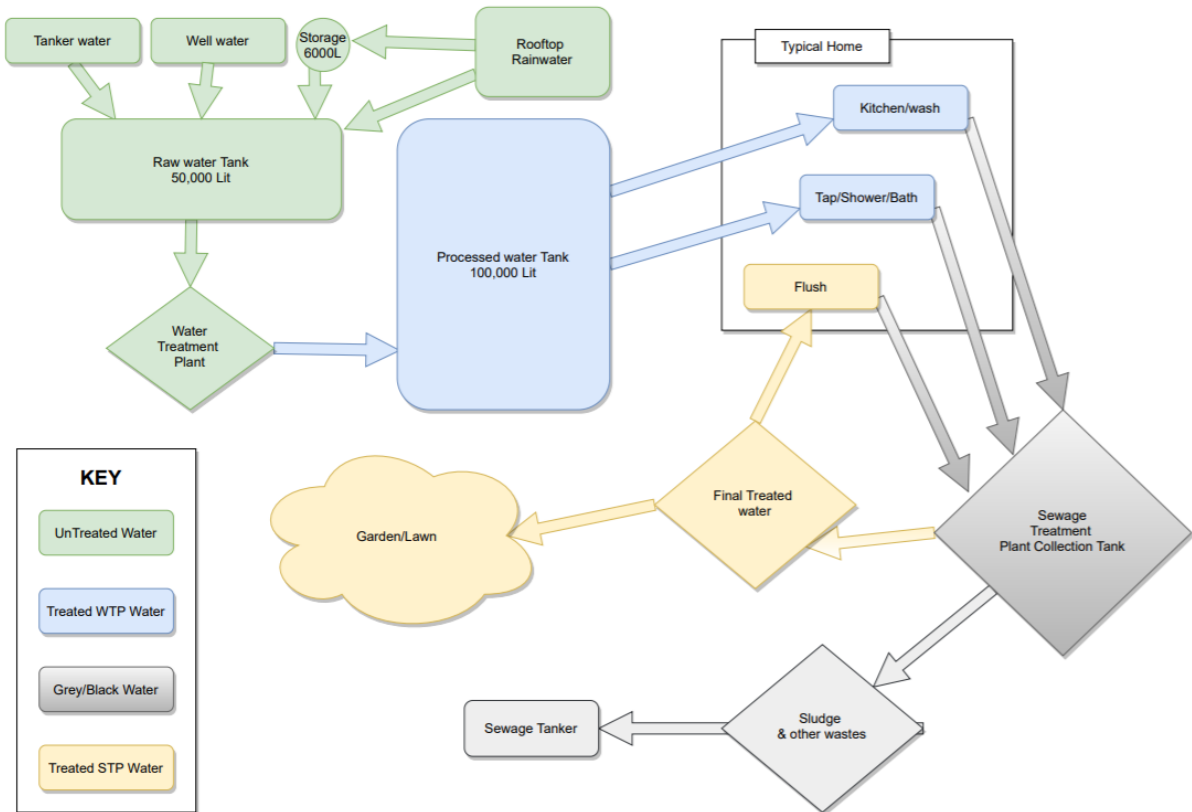 Tanker water
Well water
Storage
6000L
Rooftop
Rainwater
Typical Home
Kitchen/wash
Raw water Tank
50,000 Lit
Tap/Shower/Bath
Processed water Tank
100,000 Lit
Flush
Water
Treatment
Plant
KEY
UnTreated Water
Treated WTP Water
Grey/Black Water
Treated STP Water
Garden/Lawn
Final Treated
water
Sewage
Treatment
Plant Collection Tank
Sewage Tanker
Sludge
& other wastes